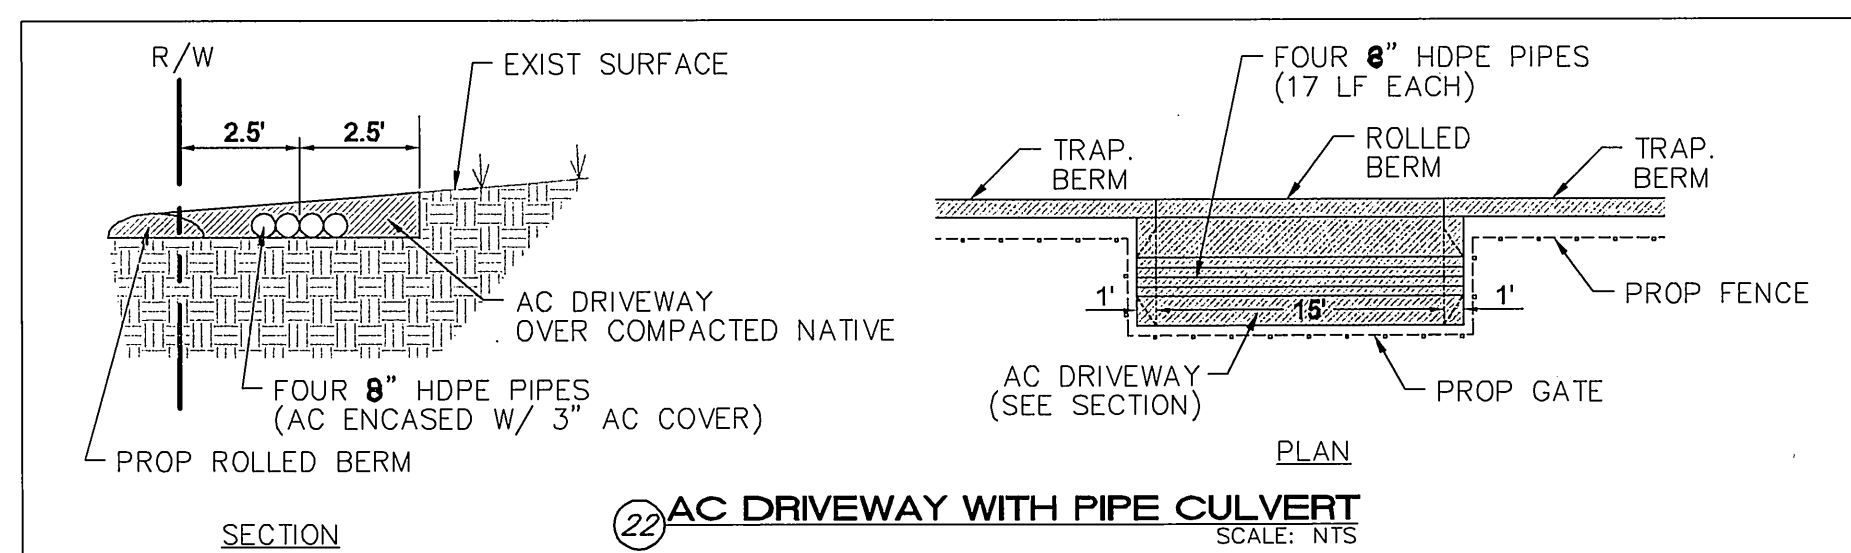 R/W
EXIST SURFACE
2.5' 2.5'
AC DRIVEWAY
OVER COMPACTED NATIVE
FOUR 8" HDPE PIPES
(AC ENCASED W/ 3" AC COVER)
PROP ROLLED BERM
SECTION
FOUR 8" HDPE PIPES
(17 LF EACH)
TRAP.
BERM
ROLLED
BERM
TRAP.
BERM
1' 15' 1'
PROP FENCE
AC DRIVEWAY
(SEE SECTION)
PROP GATE
PLAN
22 AC DRIVEWAY WITH PIPE CULVERT
SCALE: NTS